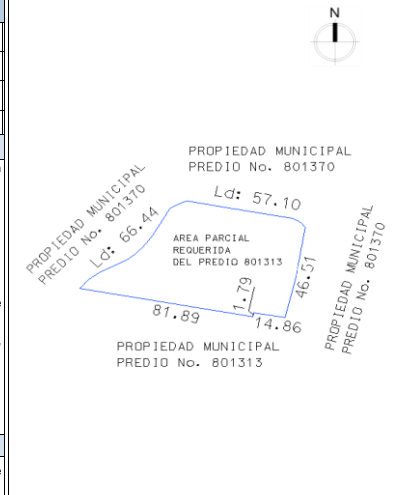 N
PROPIEDAD MUNICIPAL
PREDIO No. 801370
Ld: 57.10
PROPIEDAD MUNICIPAL
PREDIO No. 801370
Ld: 66.44
AREA PARCIAL
REQUERIDA
DEL PREDIO 801313
1.79
46.51
PROPIEDAD MUNICIPAL
PREDIO No. 801370
81.89
14.86
PROPIEDAD MUNICIPAL
PREDIO No. 801313